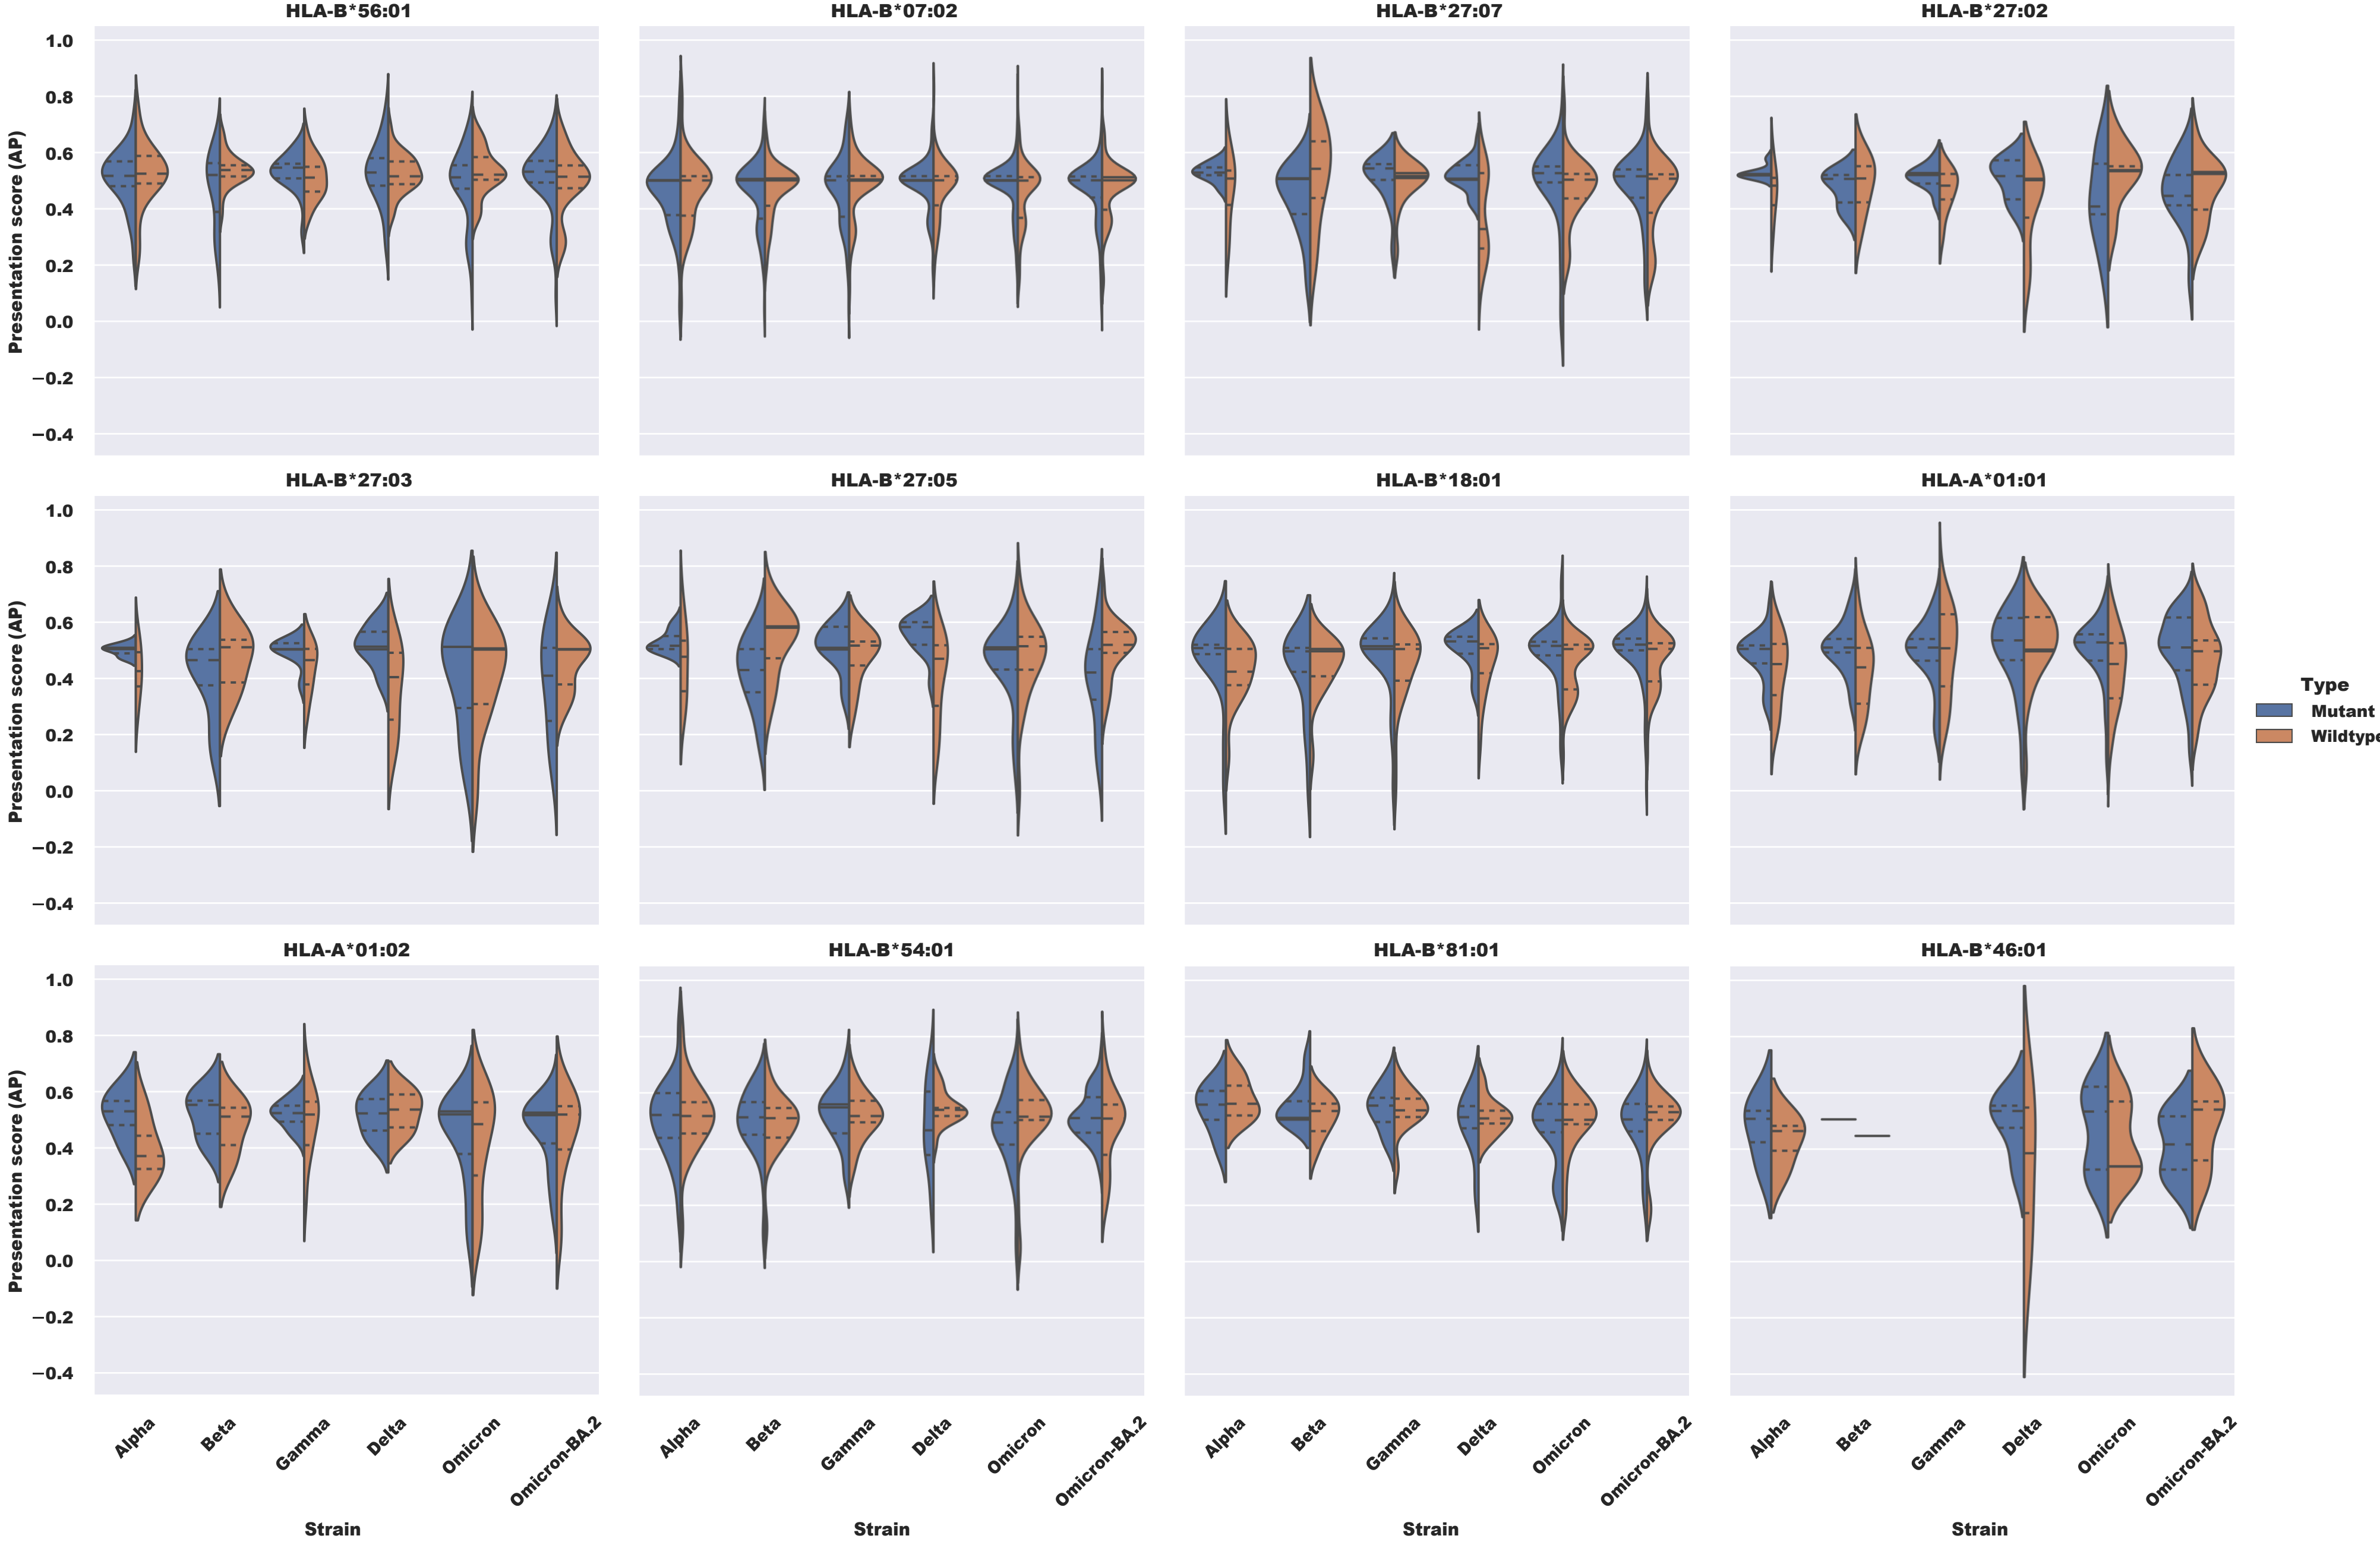 HLA-B*56:01
HLA-B*07:02
HLA-B*27:07
HLA-B*27:02
Presentation score (AP)
1.0
0.8
0.6
0.4
0.2
0.0
−0.2
−0.4
HLA-B*27:03
HLA-B*27:05
HLA-B*18:01
HLA-A*01:01
Presentation score (AP)
1.0
0.8
0.6
0.4
0.2
0.0
−0.2
−0.4
Type
Mutant
Wildtype
HLA-A*01:02
HLA-B*54:01
HLA-B*81:01
HLA-B*46:01
Presentation score (AP)
1.0
0.8
0.6
0.4
0.2
0.0
−0.2
−0.4
Alpha
Beta
Gamma
Delta
Omicron
Omicron-BA.2
Alpha
Beta
Gamma
Delta
Omicron
Omicron-BA.2
Alpha
Beta
Gamma
Delta
Omicron
Omicron-BA.2
Alpha
Beta
Gamma
Delta
Omicron
Omicron-BA.2
Strain
Strain
Strain
Strain